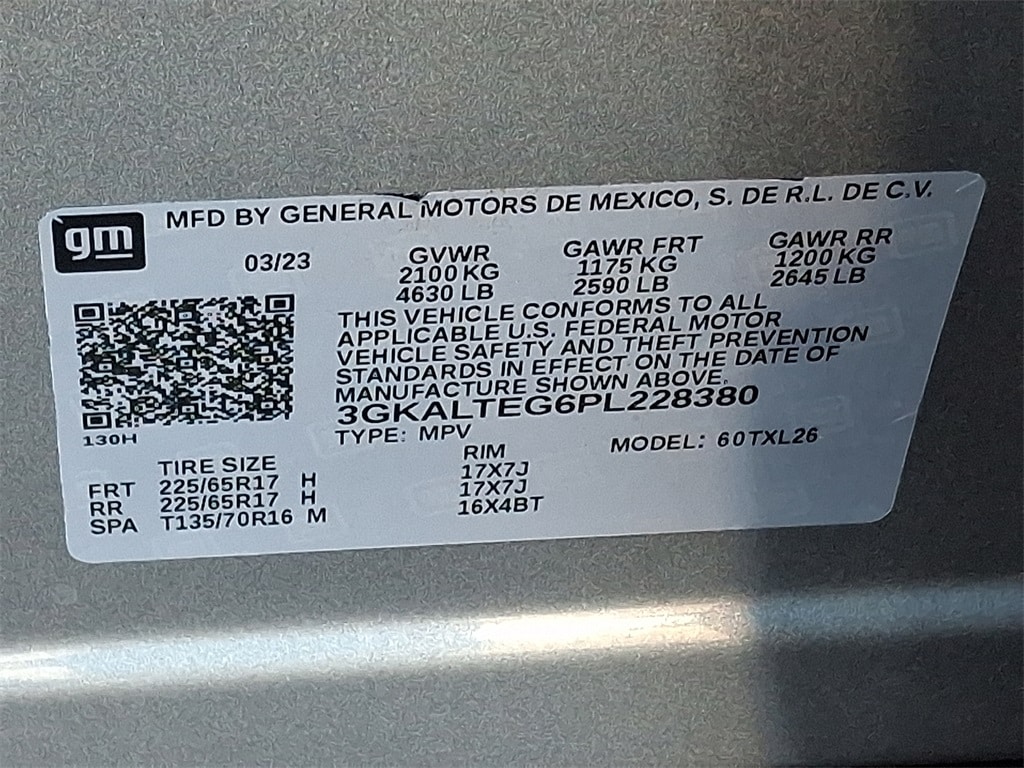 gm
MFD BY GENERAL MOTORS DE MEXICO, S. DE R.L. DE C.V.
03/23 GVWR GAWR FRT GAWR RR
2100 KG 1175 KG 1200 KG
4630 LB 2590 LB 2645 LB
THIS VEHICLE CONFORMS TO ALL
APPLICABLE U.S. FEDERAL MOTOR
VEHICLE SAFETY AND THEFT PREVENTION
STANDARDS IN EFFECT ON THE DATE OF
MANUFACTURE SHOWN ABOVE.
3GKALTEG6PL228380
130H
TYPE: MPV MODEL: 60TXL26
TIRE SIZE RIM
FRT 225/65R17 H 17X7J
RR 225/65R17 H 17X7J
SPA T135/70R16 M 16X4BT